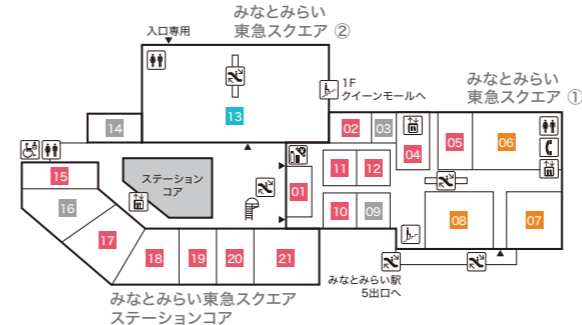 みなとみらい
東急スクエア ②
入口専用
1F
クイーンモールへ
みなとみらい
東急スクエア ①
13
14
02
03
04
05
06
15
16
17
ステーション
コア
01
11
12
10
09
08
07
18
19
20
21
みなとみらい駅
5出口へ
みなとみらい東急スクエア
ステーションコア